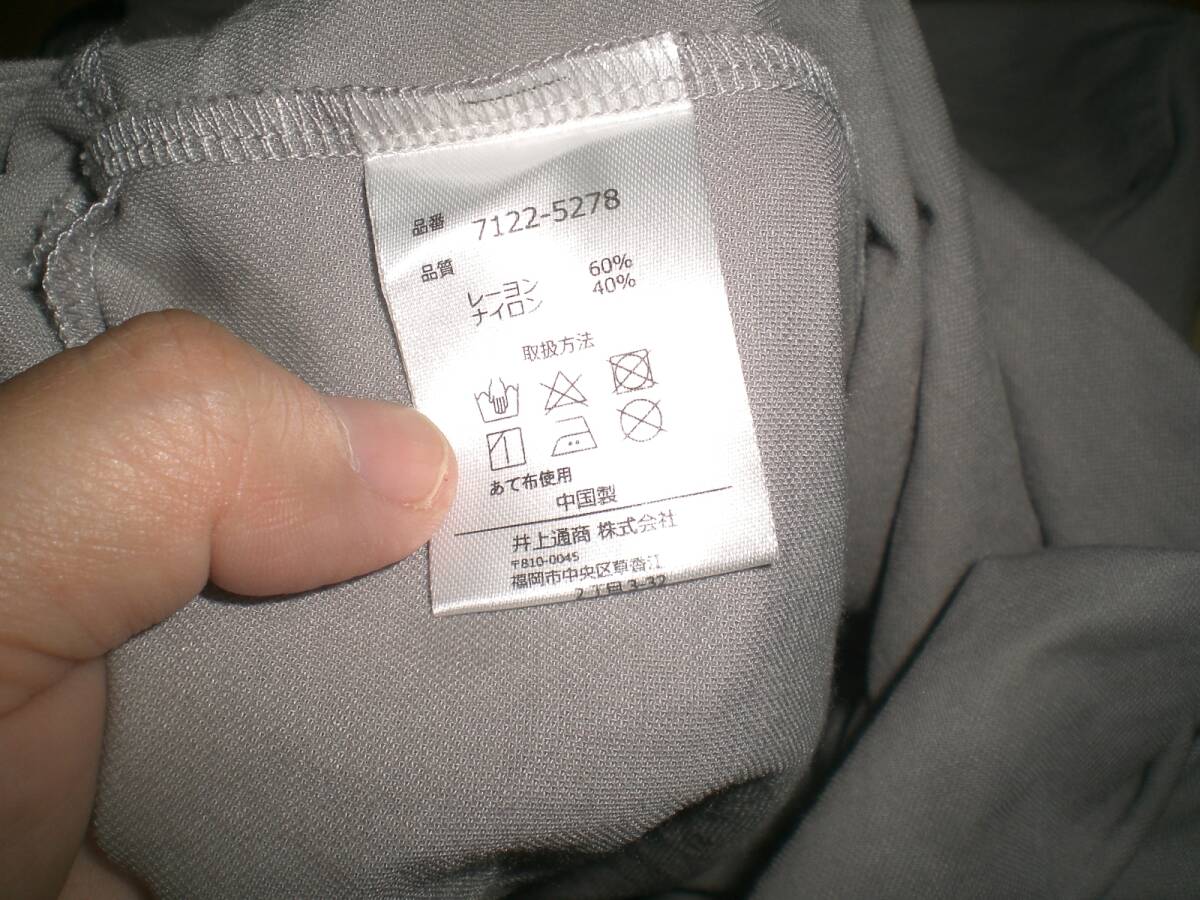 品番 7122-5278
品質
レーヨン 60%
ナイロン 40%
取扱方法
あて布使用
中国製
井上通商 株式会社
〒810-0045
福岡市中央区草香江
2丁目3-32